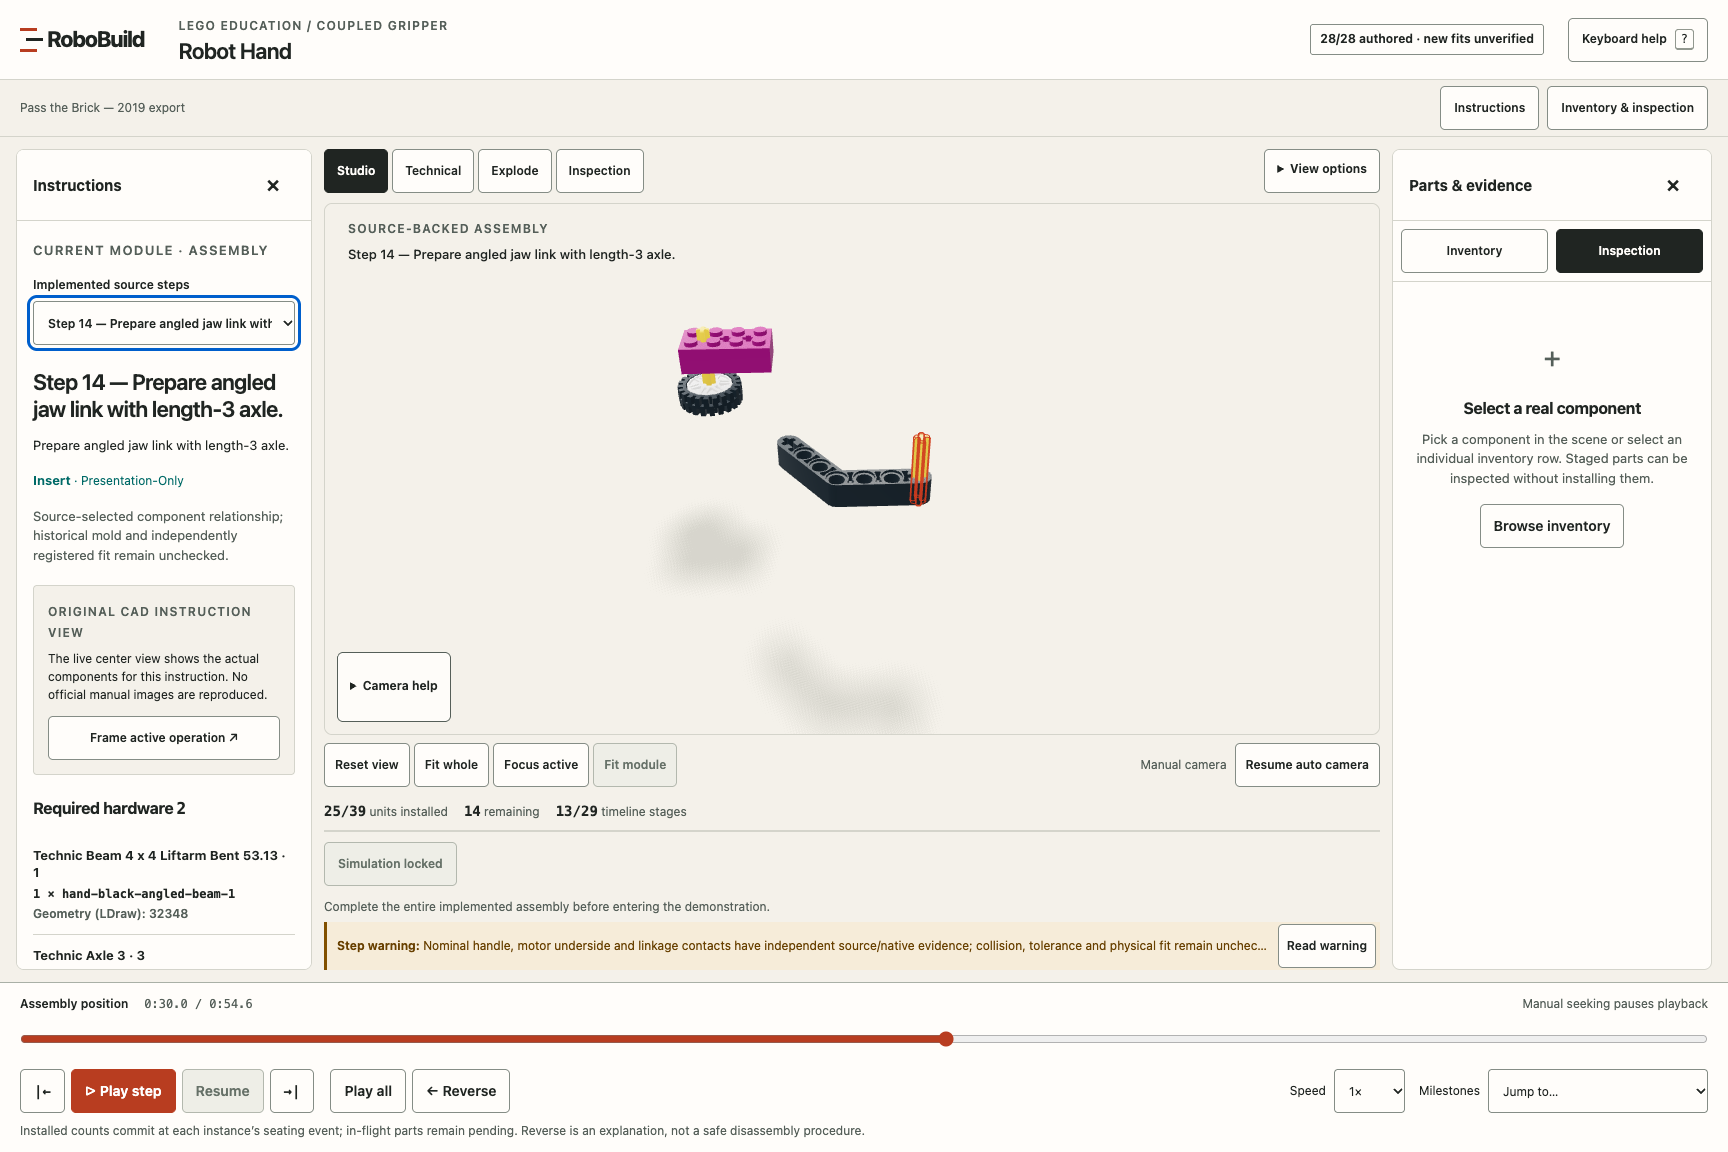 RoboBuild
LEGO EDUCATION / COUPLED GRIPPER
Robot Hand
28/28 authored · new fits unverified
Keyboard help ?
Pass the Brick — 2019 export
Instructions
Inventory & inspection
Instructions
×
CURRENT MODULE · ASSEMBLY
Implemented source steps
Step 14 — Prepare angled jaw link with
Step 14 — Prepare angled
jaw link with length-3 axle.
Prepare angled jaw link with length-3 axle.
Insert · Presentation-Only
Source-selected component relationship;
historical mold and independently
registered fit remain unchecked.
ORIGINAL CAD INSTRUCTION
VIEW
The live center view shows the actual
components for this instruction. No
official manual images are reproduced.
Frame active operation ↗
Required hardware 2
Technic Beam 4 x 4 Liftarm Bent 53.13 ·
1
1 × hand-black-angled-beam-1
Geometry (LDraw): 32348
Technic Axle 3 · 3
Studio
Technical
Explode
Inspection
▶ View options
SOURCE-BACKED ASSEMBLY
Step 14 — Prepare angled jaw link with length-3 axle.
▶ Camera help
Reset view
Fit whole
Focus active
Fit module
Manual camera
Resume auto camera
25/39 units installed 14 remaining 13/29 timeline stages
Simulation locked
Complete the entire implemented assembly before entering the demonstration.
Step warning: Nominal handle, motor underside and linkage contacts have independent source/native evidence; collision, tolerance and physical fit remain unchec...
Read warning
Parts & evidence
×
Inventory
Inspection
+
Select a real component
Pick a component in the scene or select an
individual inventory row. Staged parts can be
inspected without installing them.
Browse inventory
Assembly position 0:30.0 / 0:54.6
Manual seeking pauses playback
|←
▷ Play step
Resume
→|
Play all
← Reverse
Speed
1×
Milestones
Jump to...
Installed counts commit at each instance's seating event; in-flight parts remain pending. Reverse is an explanation, not a safe disassembly procedure.